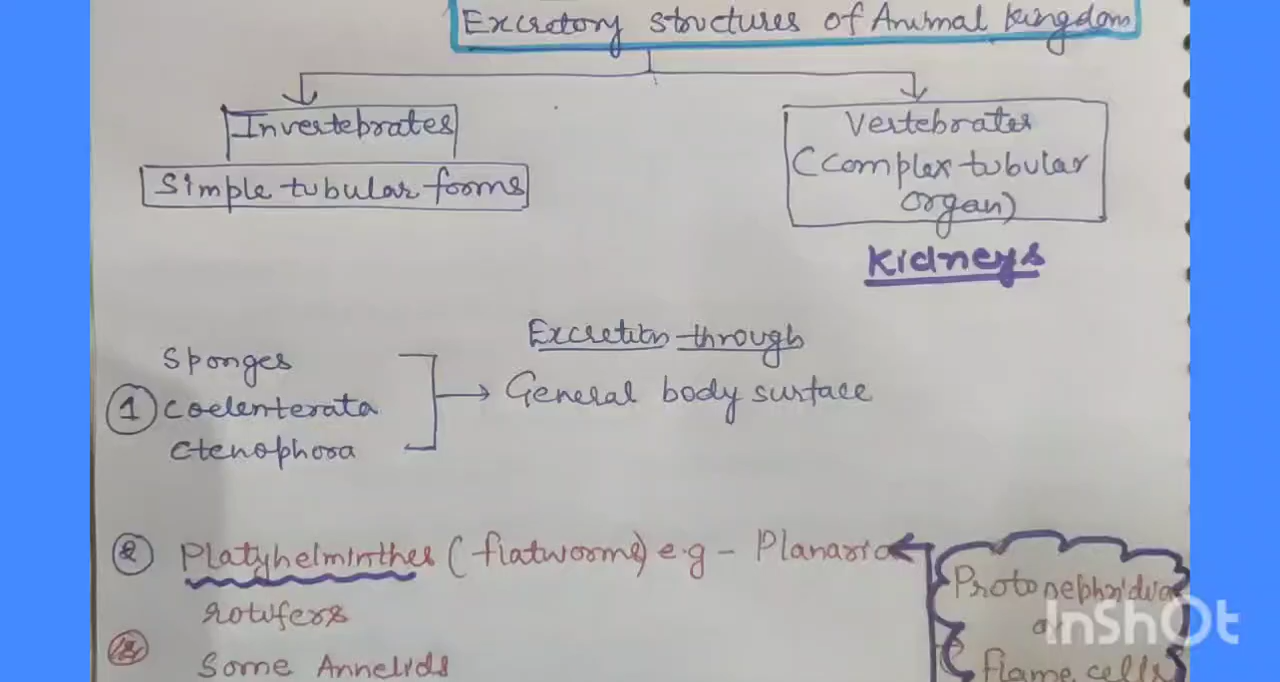 Excretory structures of Animal Kingdom
Invertebrates
Simple tubular forms
Vertebrates
(Complex tubular
organ)
Kidneys
Excretion through
Sponges
① Coelenterata
Ctenophora
General body surface
② Platyhelminthes (flatworms) e.g - Planaria
rotifers
Some Annelids
Protonephridia
or
flame cells
InShOt